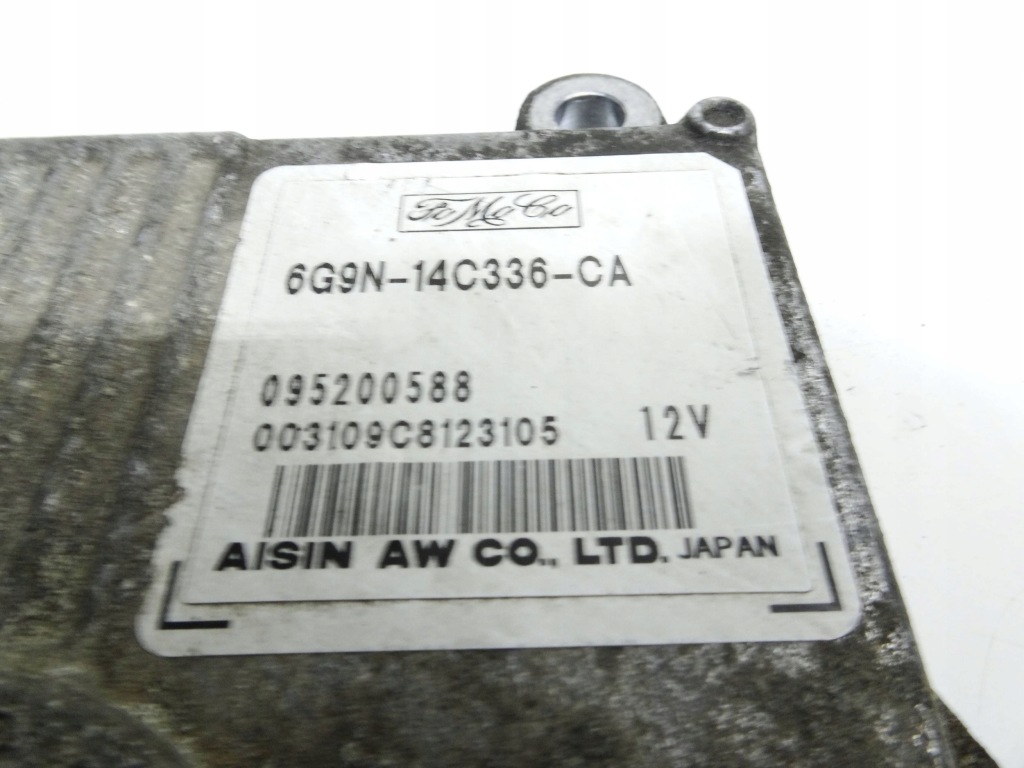 FoMoCo
6G9N-14C336-CA
095200588
003109C8123105 12V
AISIN AW CO., LTD. JAPAN